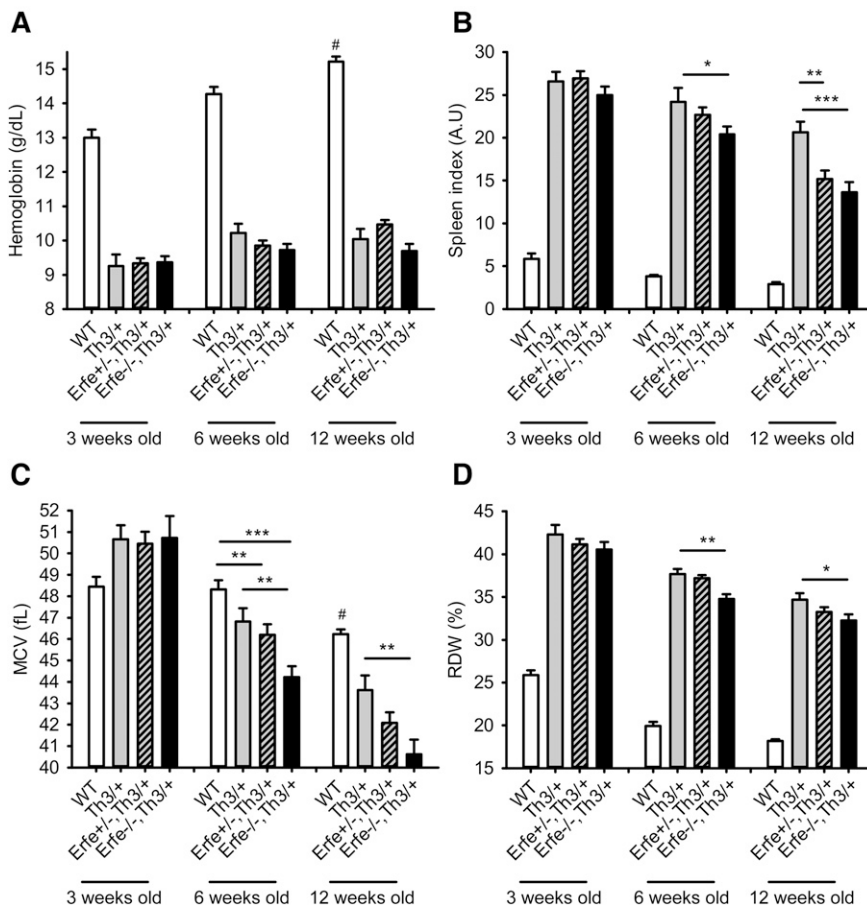 A
Hemoglobin (g/dL)
15
14
13
12
11
10
9
8
#
WT
Th3/+
Erfe+/-,Th3/+
Erfe-/-,Th3/+
WT
Th3/+
Erfe+/-,Th3/+
Erfe-/-,Th3/+
WT
Th3/+
Erfe+/-,Th3/+
Erfe-/-,Th3/+
3 weeks old
6 weeks old
12 weeks old
B
Spleen index (A.U)
30
25
20
15
10
5
0
*
**
***
WT
Th3/+
Erfe+/-,Th3/+
Erfe-/-,Th3/+
WT
Th3/+
Erfe+/-,Th3/+
Erfe-/-,Th3/+
WT
Th3/+
Erfe+/-,Th3/+
Erfe-/-,Th3/+
3 weeks old
6 weeks old
12 weeks old
C
MCV (fL)
52
51
50
49
48
47
46
45
44
43
42
41
40
***
**
**
#
**
WT
Th3/+
Erfe+/-,Th3/+
Erfe-/-,Th3/+
WT
Th3/+
Erfe+/-,Th3/+
Erfe-/-,Th3/+
WT
Th3/+
Erfe+/-,Th3/+
Erfe-/-,Th3/+
3 weeks old
6 weeks old
12 weeks old
D
RDW (%)
45
40
35
30
25
20
15
**
*
WT
Th3/+
Erfe+/-,Th3/+
Erfe-/-,Th3/+
WT
Th3/+
Erfe+/-,Th3/+
Erfe-/-,Th3/+
WT
Th3/+
Erfe+/-,Th3/+
Erfe-/-,Th3/+
3 weeks old
6 weeks old
12 weeks old